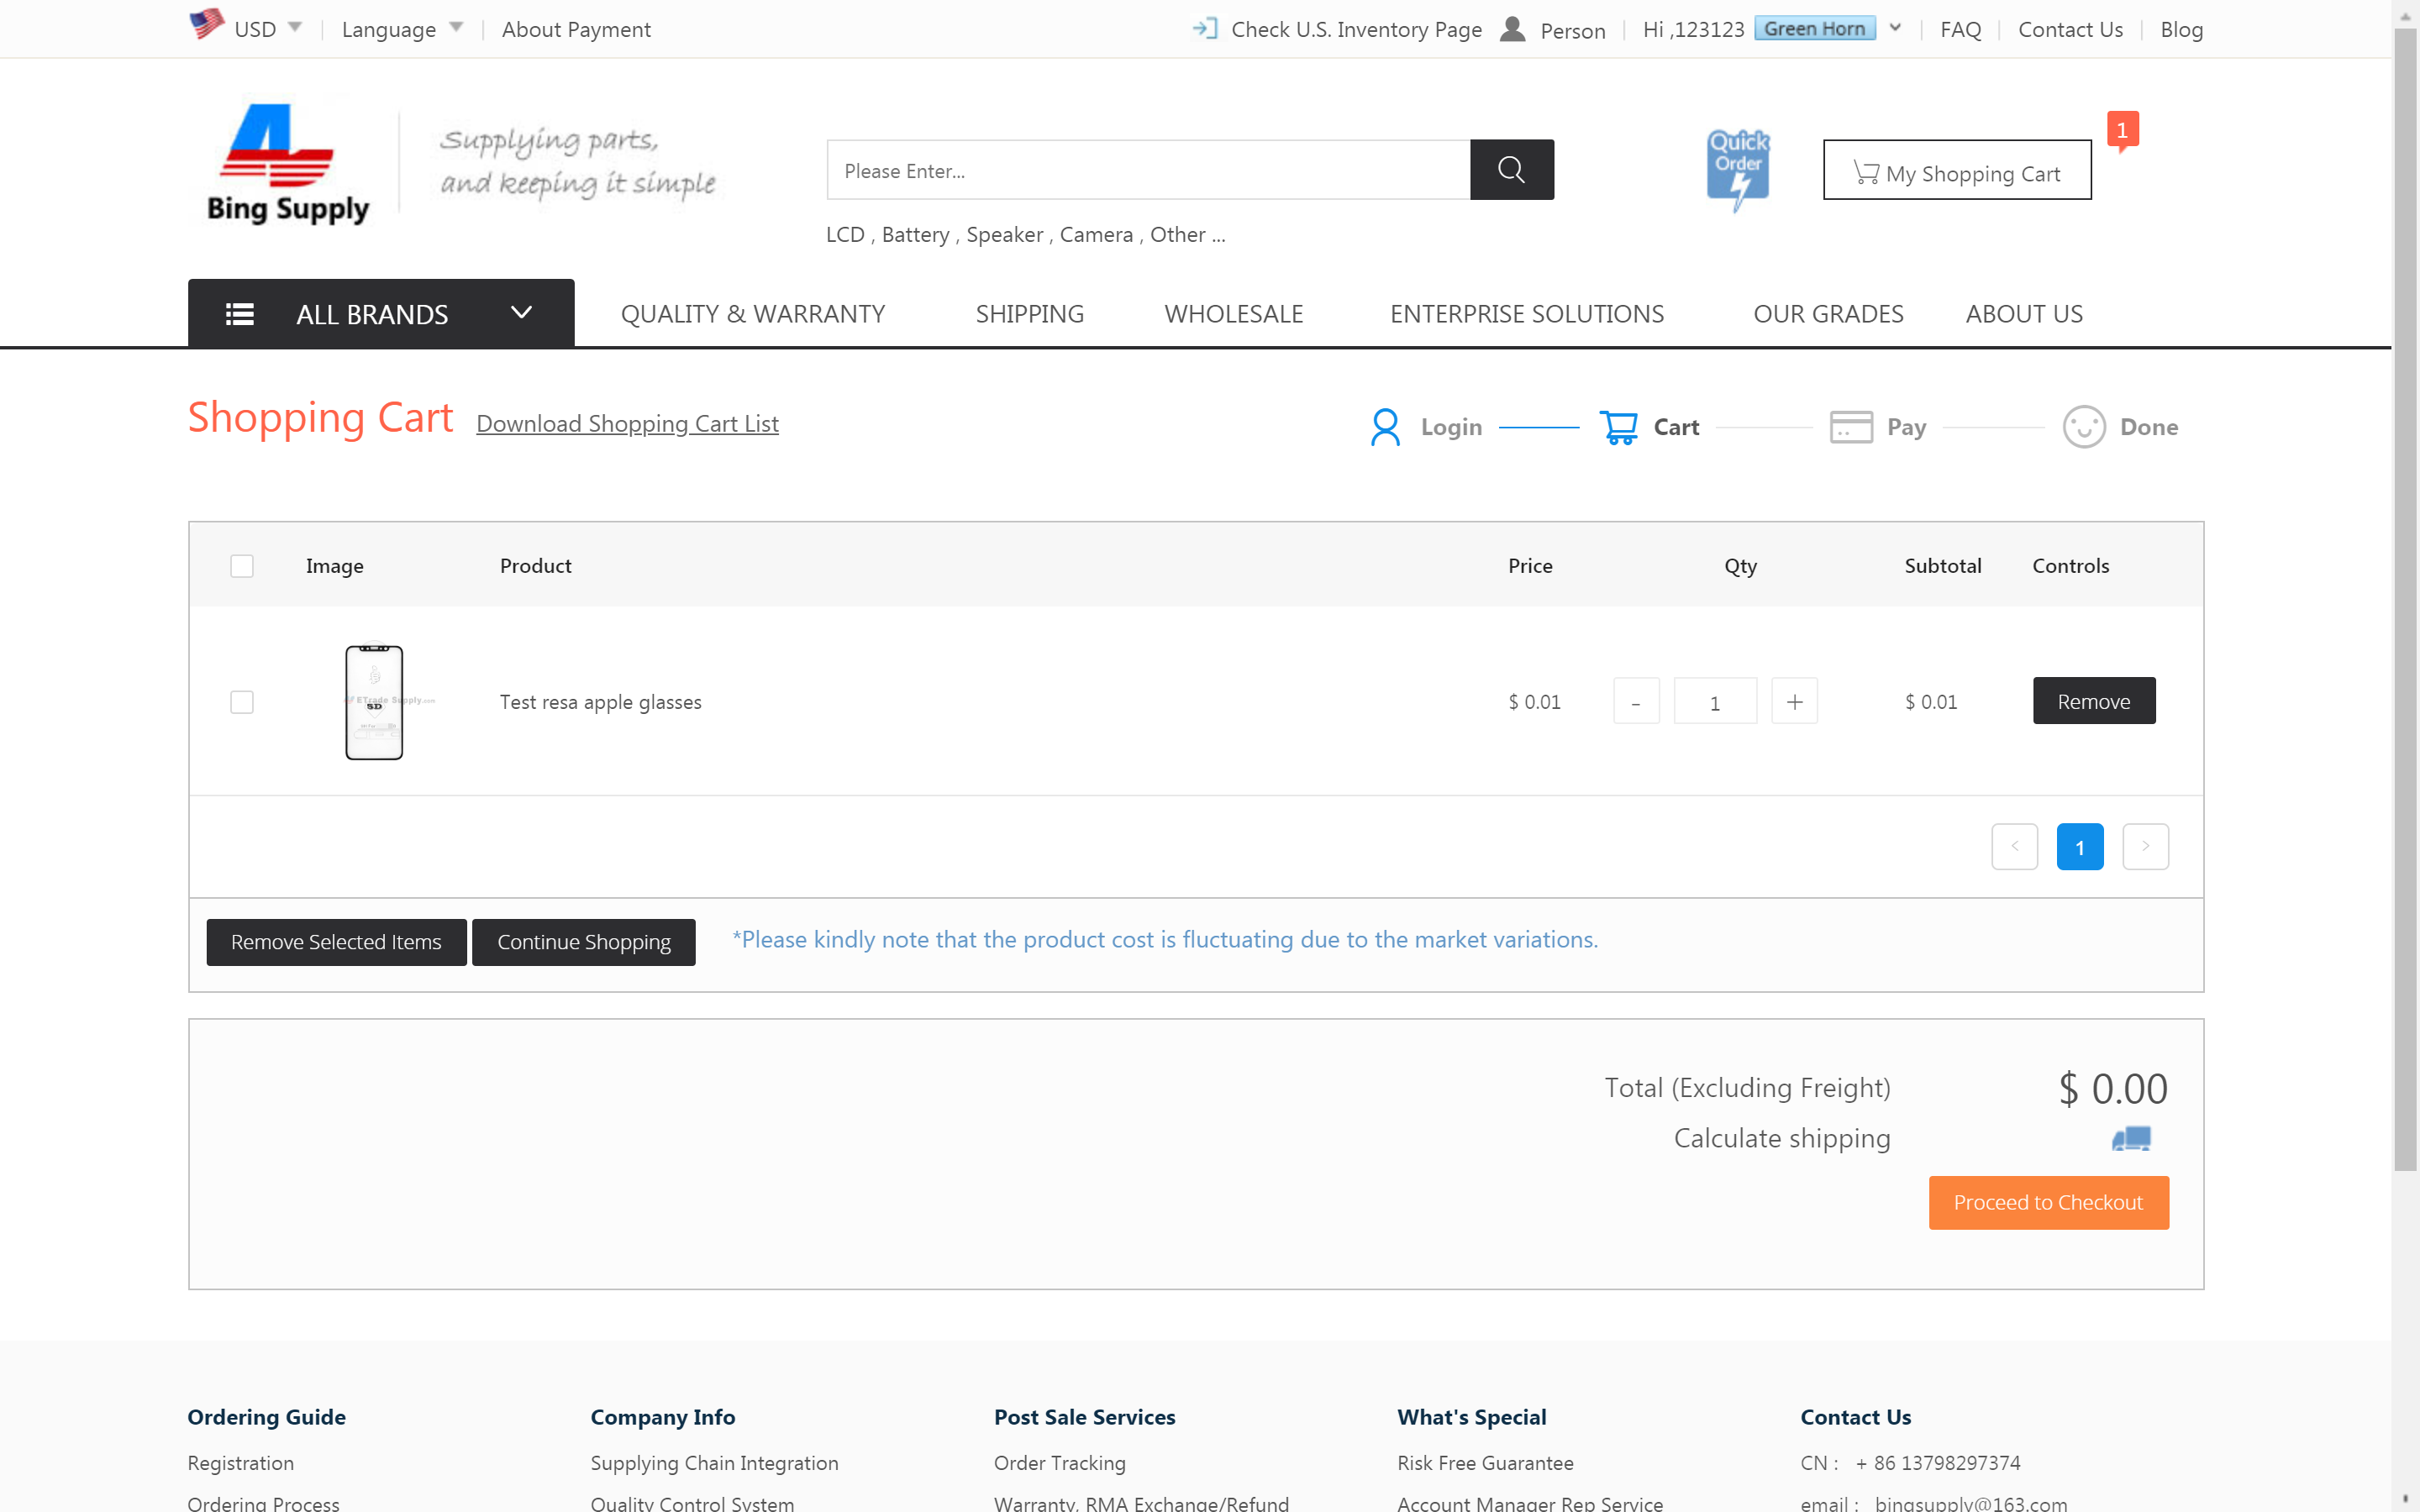 USD
Language
About Payment
Check U.S. Inventory Page
Person
Hi ,123123
Green Horn
FAQ
Contact Us
Blog
Bing Supply
Supplying parts,
and keeping it simple
Please Enter...
LCD , Battery , Speaker , Camera , Other ...
Quick
Order
My Shopping Cart
1
ALL BRANDS
QUALITY & WARRANTY
SHIPPING
WHOLESALE
ENTERPRISE SOLUTIONS
OUR GRADES
ABOUT US
Shopping Cart
Download Shopping Cart List
Login
Cart
Pay
Done
Image
Product
Price
Qty
Subtotal
Controls
ETrade Supply.com
5D
Test resa apple glasses
$ 0.01
-
1
+
$ 0.01
Remove
<
1
>
Remove Selected Items
Continue Shopping
*Please kindly note that the product cost is fluctuating due to the market variations.
Total (Excluding Freight)
$ 0.00
Calculate shipping
Proceed to Checkout
Ordering Guide
Company Info
Post Sale Services
What's Special
Contact Us
Registration
Supplying Chain Integration
Order Tracking
Risk Free Guarantee
CN : + 86 13798297374
Ordering Process
Quality Control System
Warranty, RMA Exchange/Refund
Account Manager Rep Service
email : bingsupply@163.com